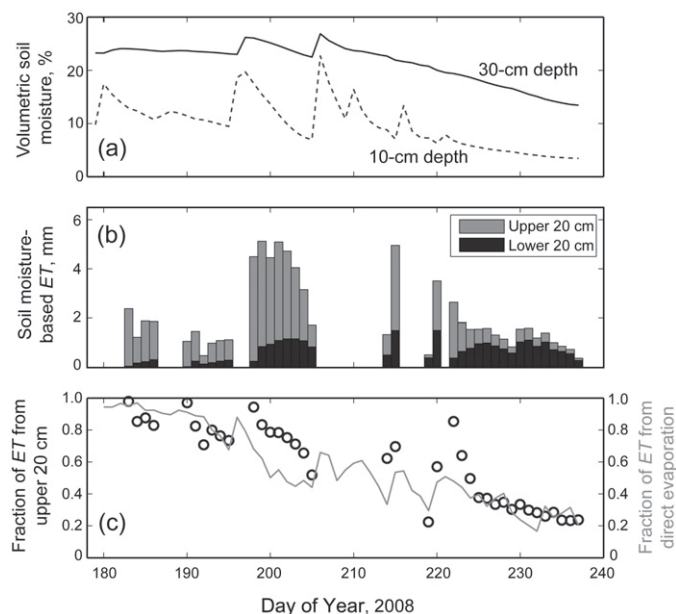 30
20
10
0
Volumetric soil
moisture, %
30-cm depth
10-cm depth
(a)
6
4
2
0
Soil moisture-
based ET, mm
(b)
Upper 20 cm
Lower 20 cm
1.0
0.8
0.6
0.4
0.2
0
Fraction of ET from
upper 20 cm
(c)
1.0
0.8
0.6
0.4
0.2
0
Fraction of ET from
direct evaporation
180 190 200 210 220 230 240
Day of Year, 2008